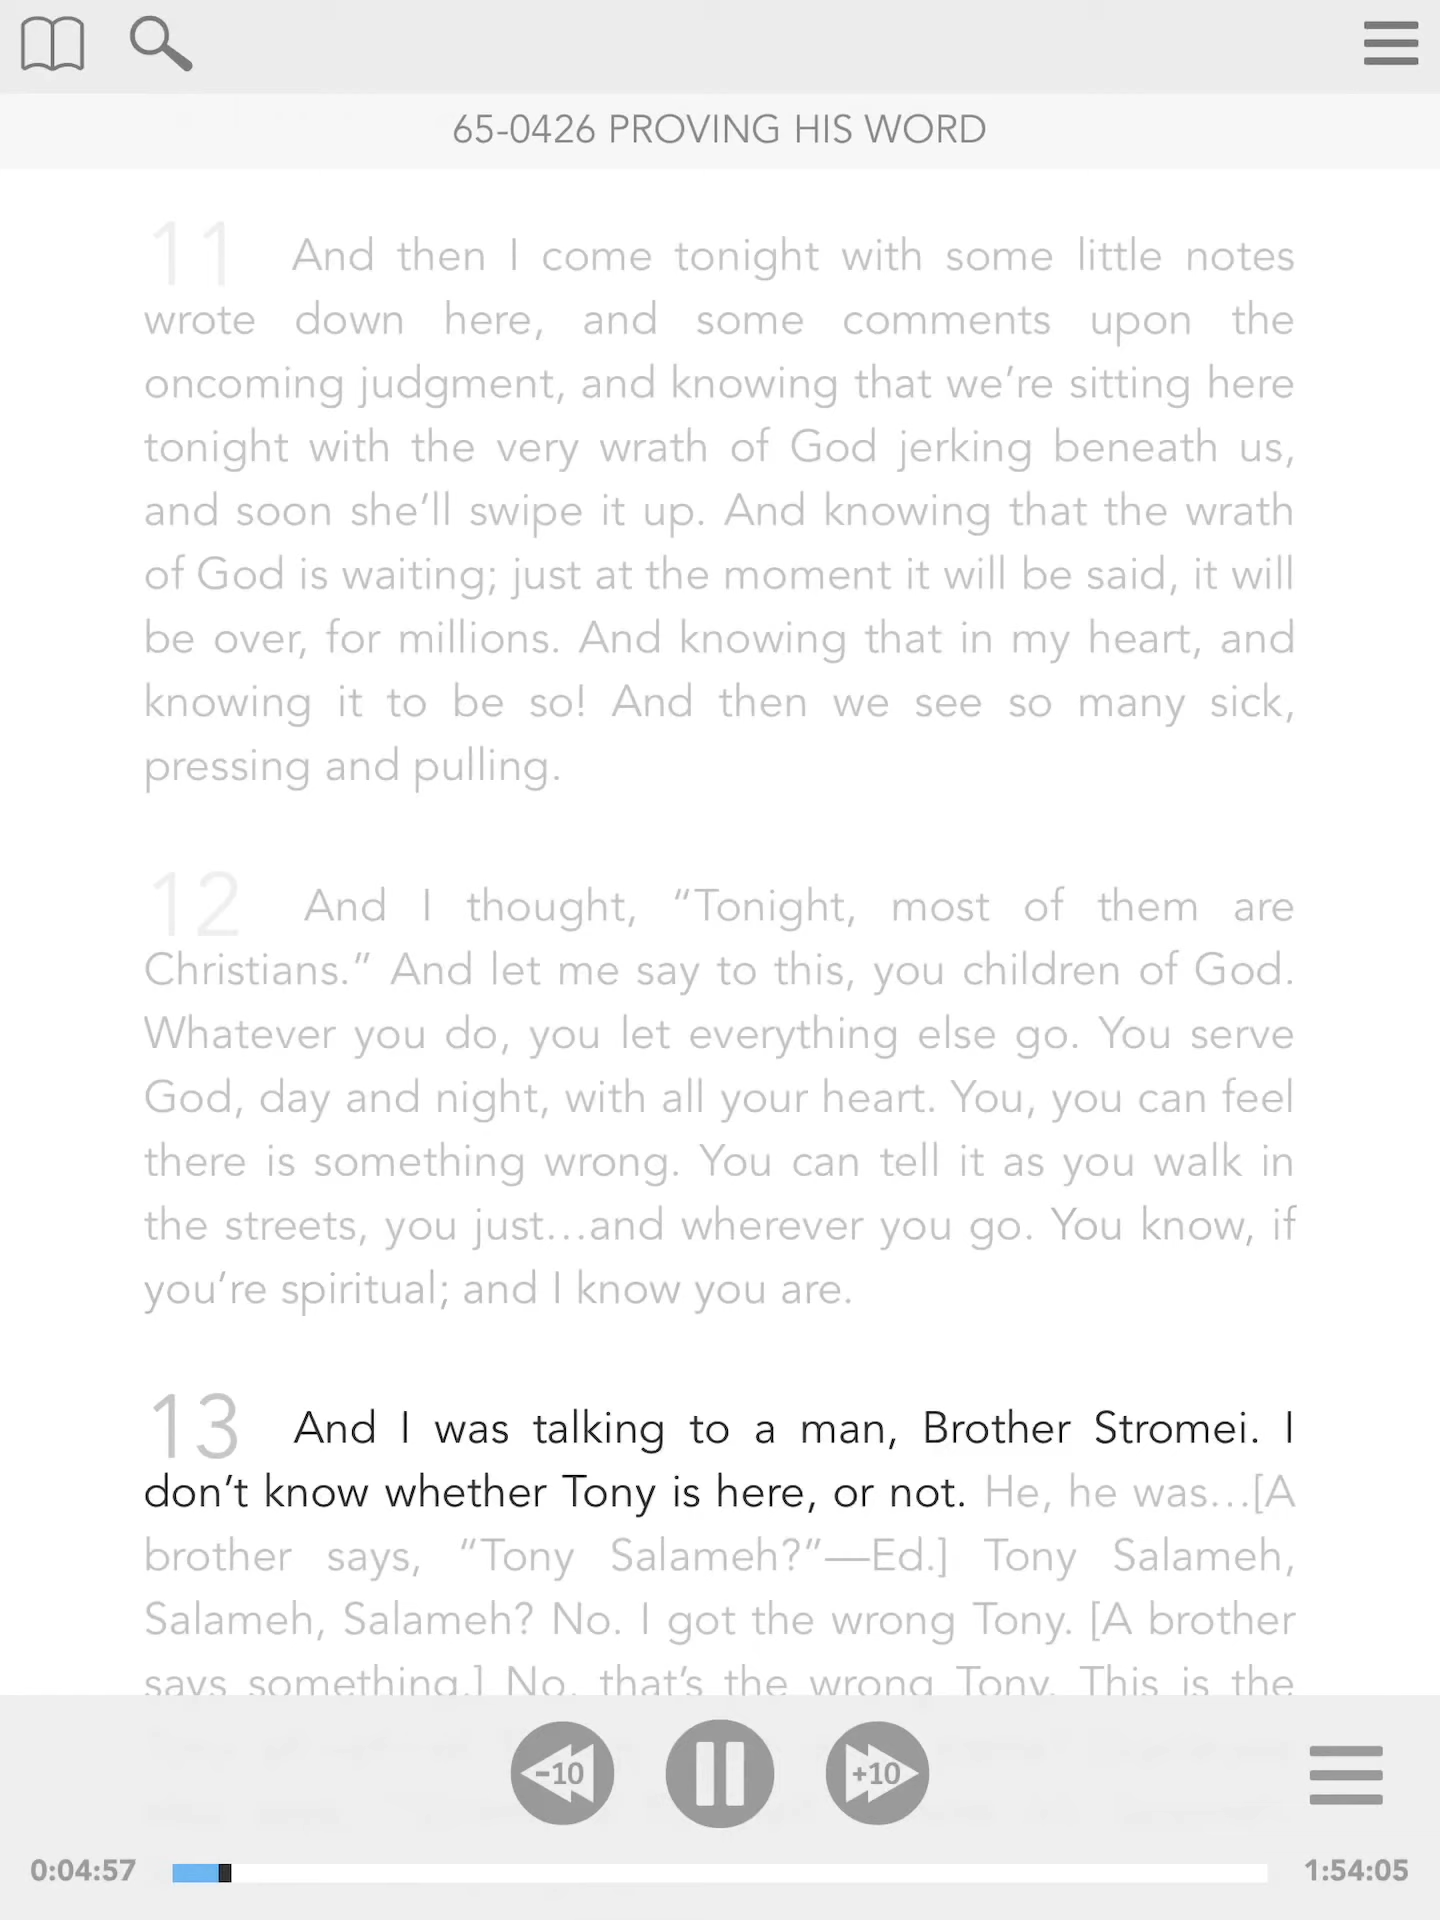 65-0426 PROVING HIS WORD
11 And then I come tonight with some little notes
wrote down here, and some comments upon the
oncoming judgment, and knowing that we’re sitting here
tonight with the very wrath of God jerking beneath us,
and soon she’ll swipe it up. And knowing that the wrath
of God is waiting; just at the moment it will be said, it will
be over, for millions. And knowing that in my heart, and
knowing it to be so! And then we see so many sick,
pressing and pulling.
12 And I thought, “Tonight, most of them are
Christians.” And let me say to this, you children of God.
Whatever you do, you let everything else go. You serve
God, day and night, with all your heart. You, you can feel
there is something wrong. You can tell it as you walk in
the streets, you just…and wherever you go. You know, if
you’re spiritual; and I know you are.
13 And I was talking to a man, Brother Stromei. I
don’t know whether Tony is here, or not. He, he was…[A
brother says, “Tony Salameh?”—Ed.] Tony Salameh,
Salameh, Salameh? No. I got the wrong Tony. [A brother
says something.] No, that’s the wrong Tony. This is the
-10 +10
0:04:57 1:54:05